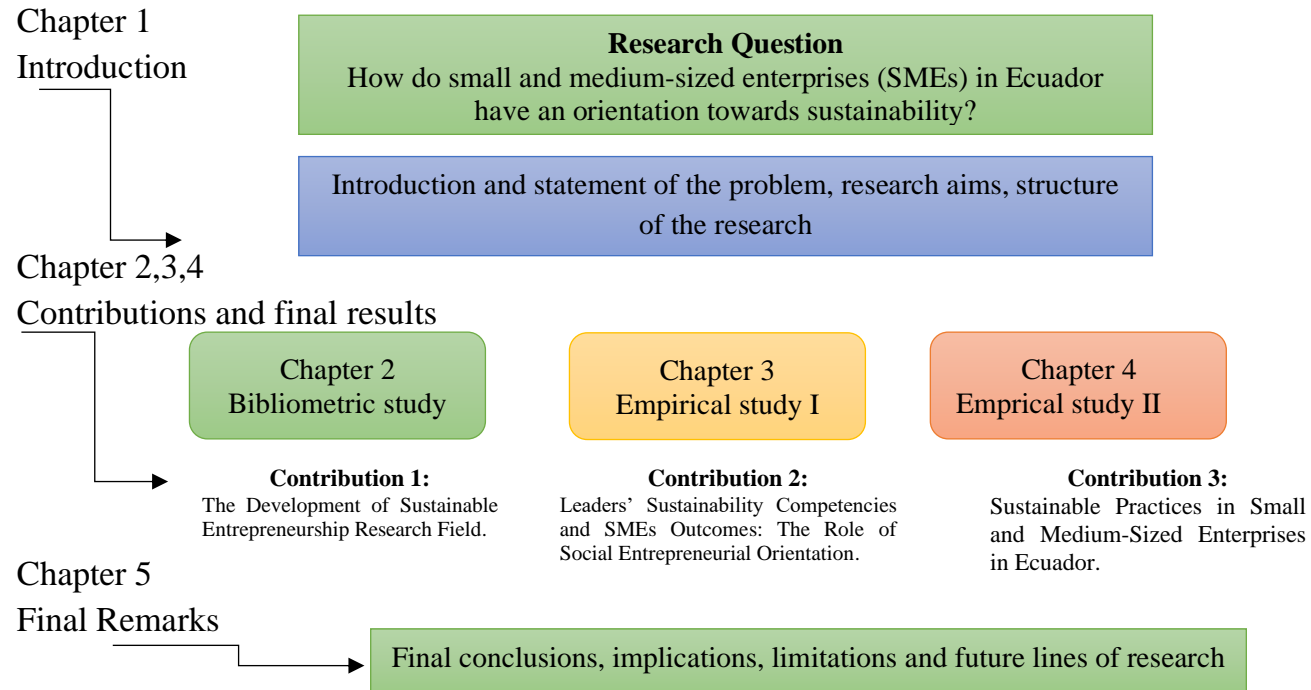 Chapter 1
Introduction
Research Question
How do small and medium-sized enterprises (SMEs) in Ecuador
have an orientation towards sustainability?
Introduction and statement of the problem, research aims, structure
of the research
Chapter 2,3,4
Contributions and final results
Chapter 2
Bibliometric study
Chapter 3
Empirical study I
Chapter 4
Emprical study II
Contribution 1:
The Development of Sustainable
Entrepreneurship Research Field.
Contribution 2:
Leaders’ Sustainability Competencies
and SMEs Outcomes: The Role of
Social Entrepreneurial Orientation.
Contribution 3:
Sustainable Practices in Small
and Medium-Sized Enterprises
in Ecuador.
Chapter 5
Final Remarks
Final conclusions, implications, limitations and future lines of research